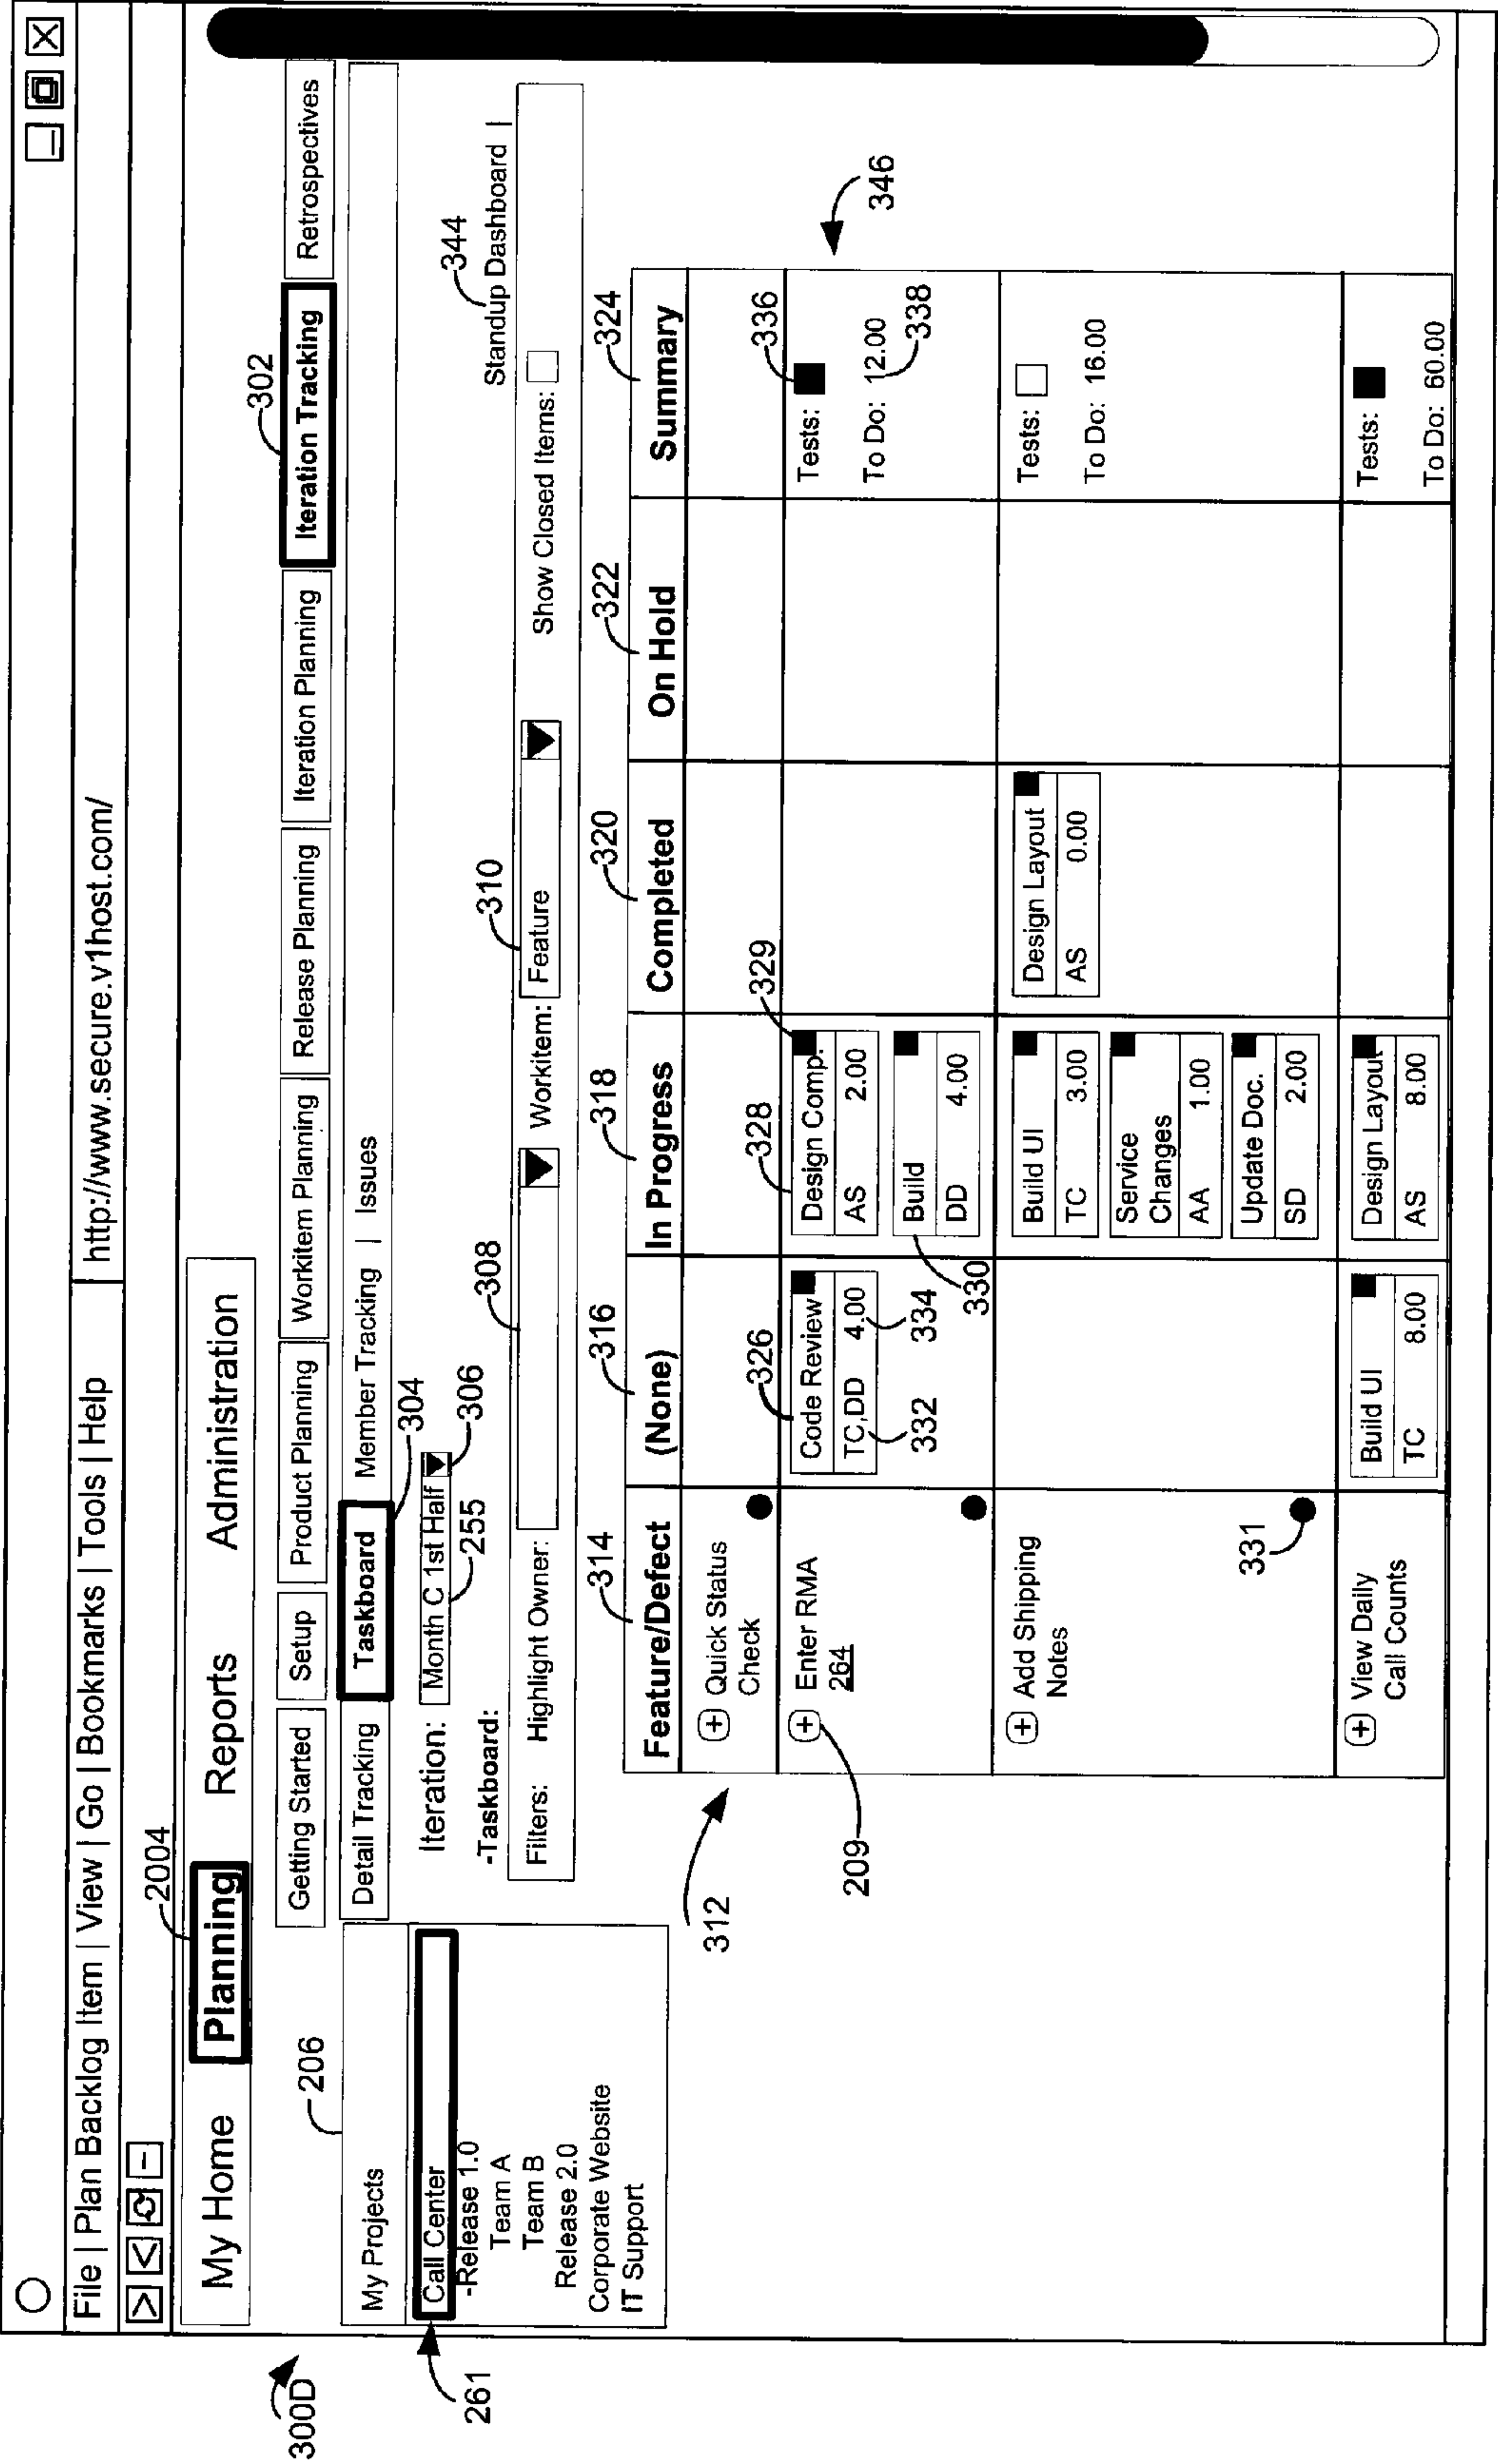 300D
File | Plan Backlog Item | View | Go | Bookmarks | Tools | Help
http://www.secure.v1host.com/
2004
My Home Planning Reports Administration
206
302
Getting Started Setup Product Planning Workitem Planning Release Planning Iteration Planning Iteration Tracking Retrospectives
My Projects
Detail Tracking Taskboard Member Tracking | Issues
304
261
Call Center
-Release 1.0
Team A
Team B
Release 2.0
Corporate Website
IT Support
Iteration: Month C 1st Half
255
306
344
-Taskboard:
Standup Dashboard |
308
310
Filters: Highlight Owner: Workitem: Feature Show Closed Items:
314 316 318 320 322 324
Feature/Defect (None) In Progress Completed On Hold Summary
312
Quick Status
Check
326 328 329 336
209
Enter RMA
264
Code Review
TC,DD 4.00
332 334
Design Comp.
AS 2.00
Build
DD 4.00
330
Tests:
To Do: 12.00
338
346
Add Shipping
Notes
331
Build UI
TC 3.00
Service
Changes
AA 1.00
Update Doc.
SD 2.00
Design Layout
AS 0.00
Tests:
To Do: 16.00
View Daily
Call Counts
Build UI
TC 8.00
Design Layout
AS 8.00
Tests:
To Do: 60.00